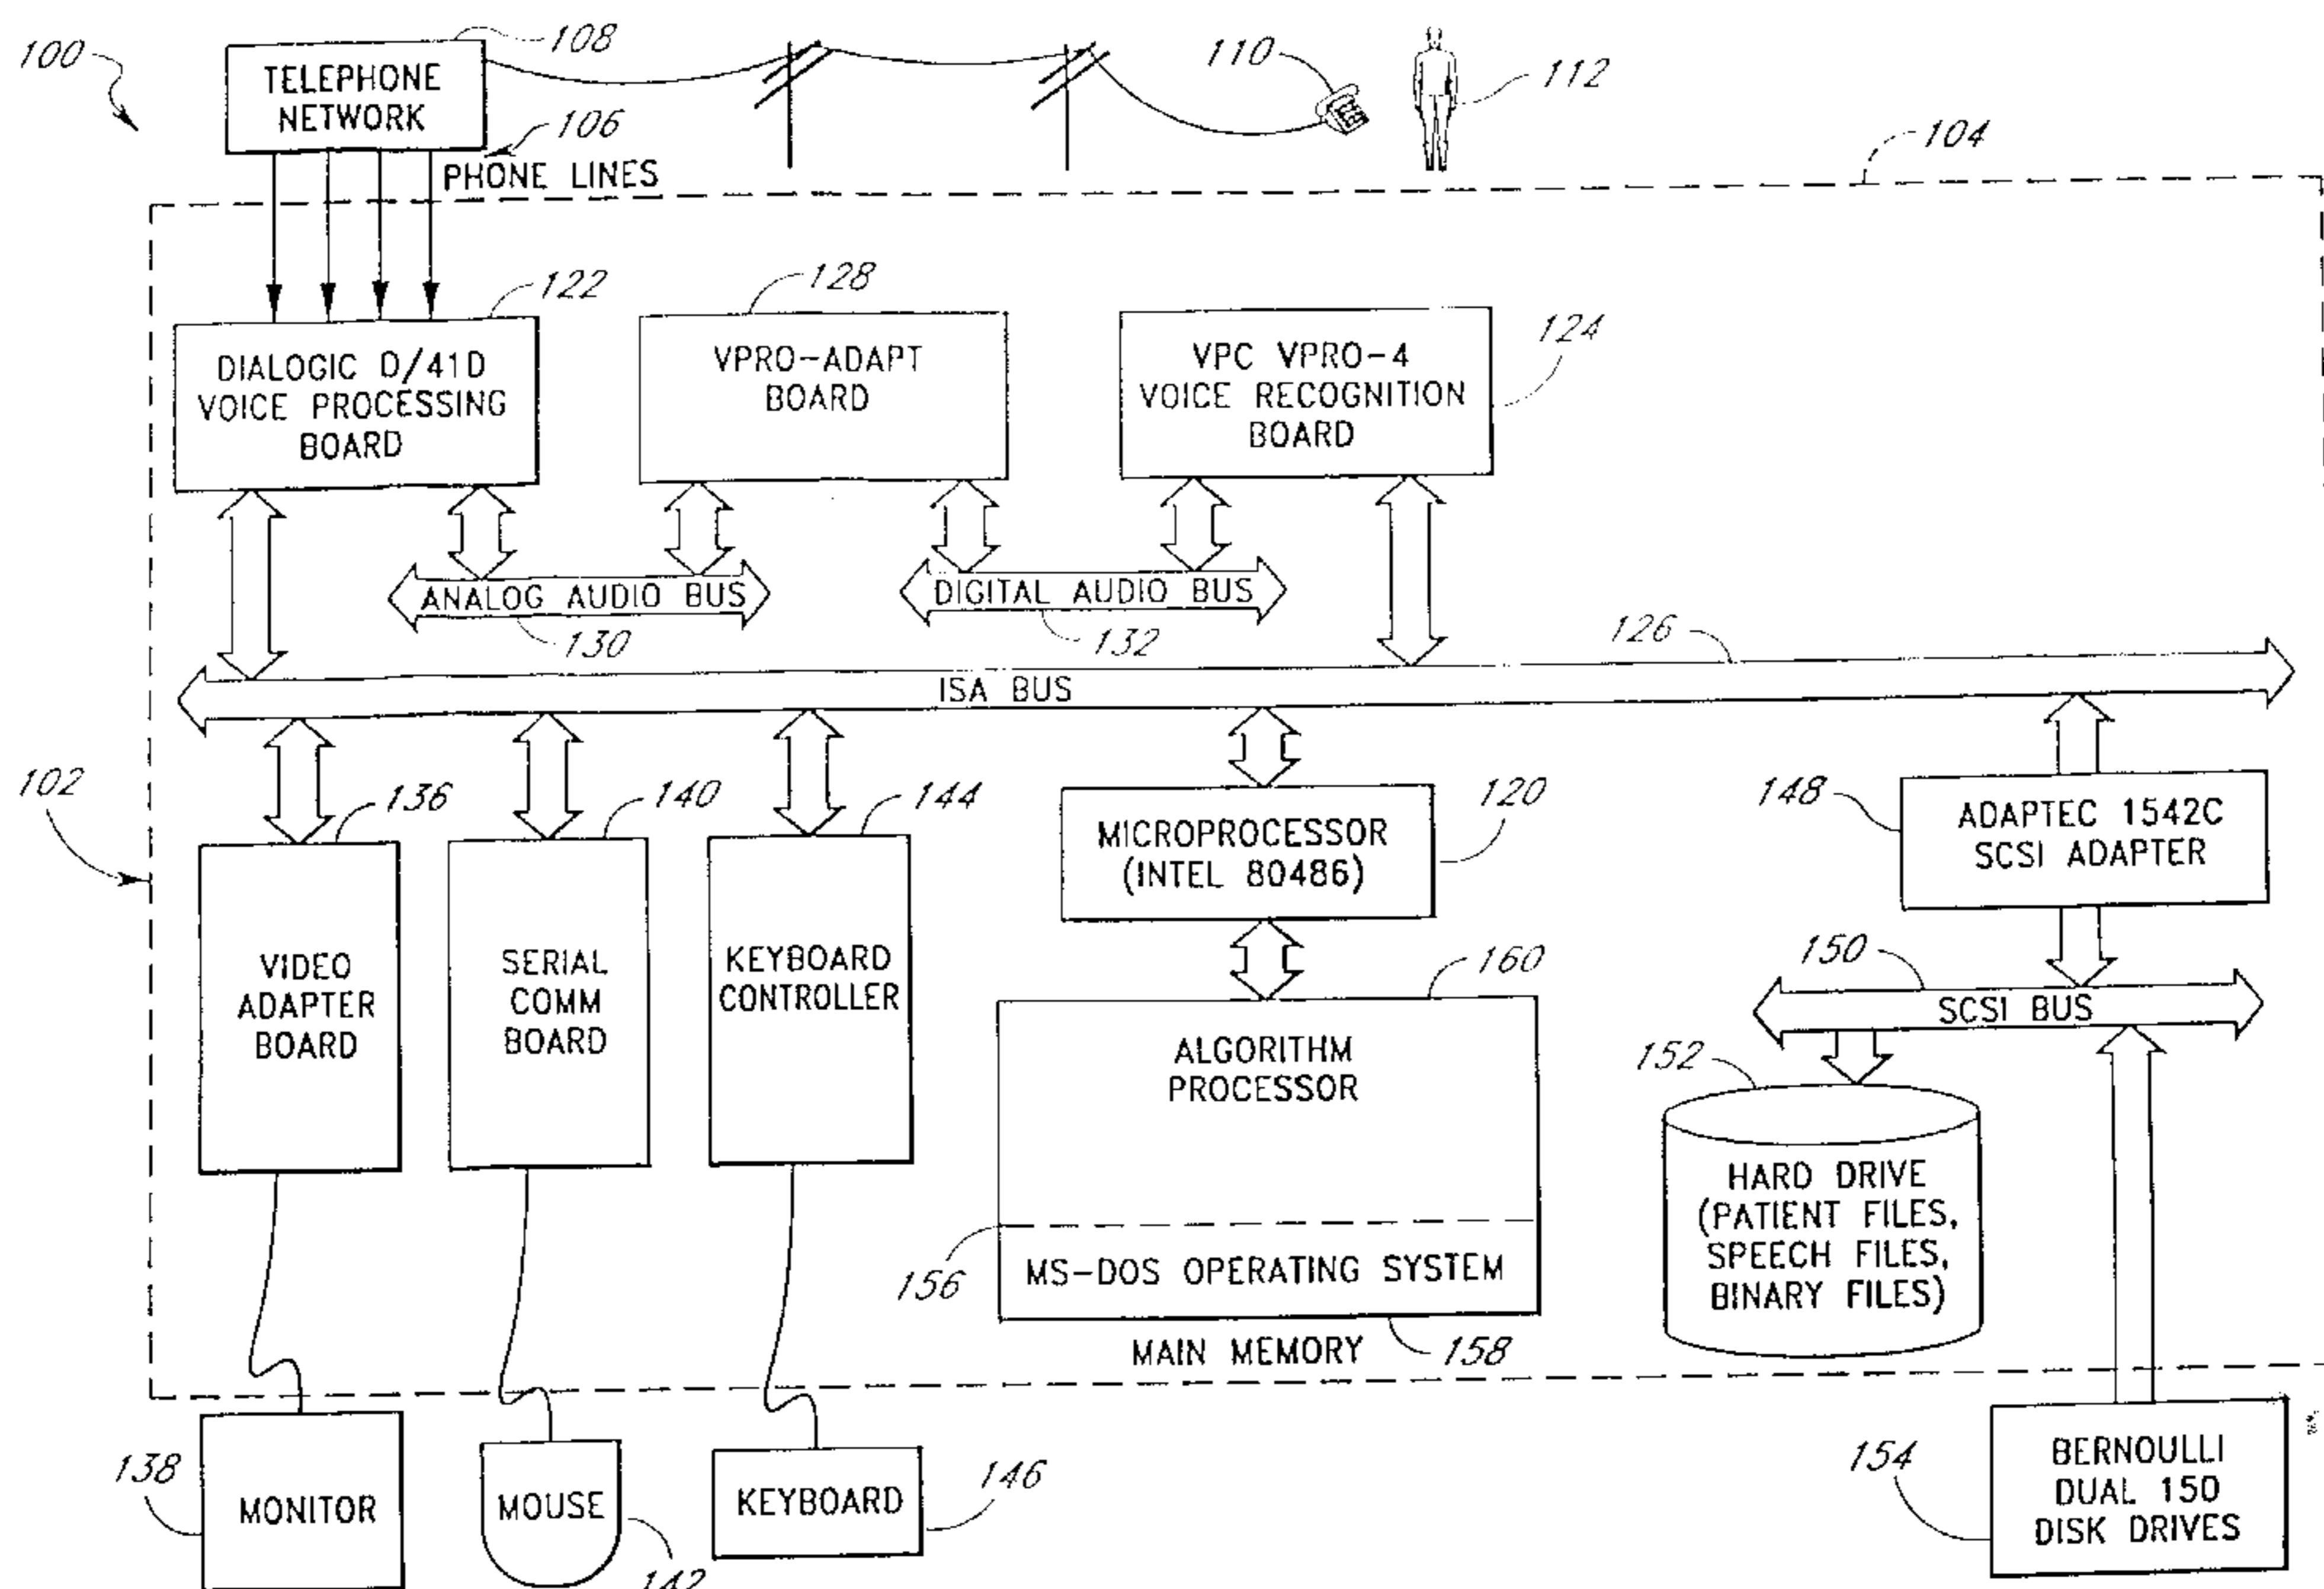 100
108
TELEPHONE
NETWORK
106
PHONE LINES
110
112
104
122
DIALOGIC D/41D
VOICE PROCESSING
BOARD
128
VPRO-ADAPT
BOARD
124
VPC VPRO-4
VOICE RECOGNITION
BOARD
ANALOG AUDIO BUS
130
DIGITAL AUDIO BUS
132
126
ISA BUS
102
136
VIDEO
ADAPTER
BOARD
140
SERIAL
COMM
BOARD
144
KEYBOARD
CONTROLLER
120
MICROPROCESSOR
(INTEL 80486)
148
ADAPTEC 1542C
SCSI ADAPTER
160
ALGORITHM
PROCESSOR
156
MS-DOS OPERATING SYSTEM
MAIN MEMORY
158
150
SCSI BUS
152
HARD DRIVE
(PATIENT FILES,
SPEECH FILES,
BINARY FILES)
138
MONITOR
MOUSE
142
KEYBOARD
146
154
BERNOULLI
DUAL 150
DISK DRIVES